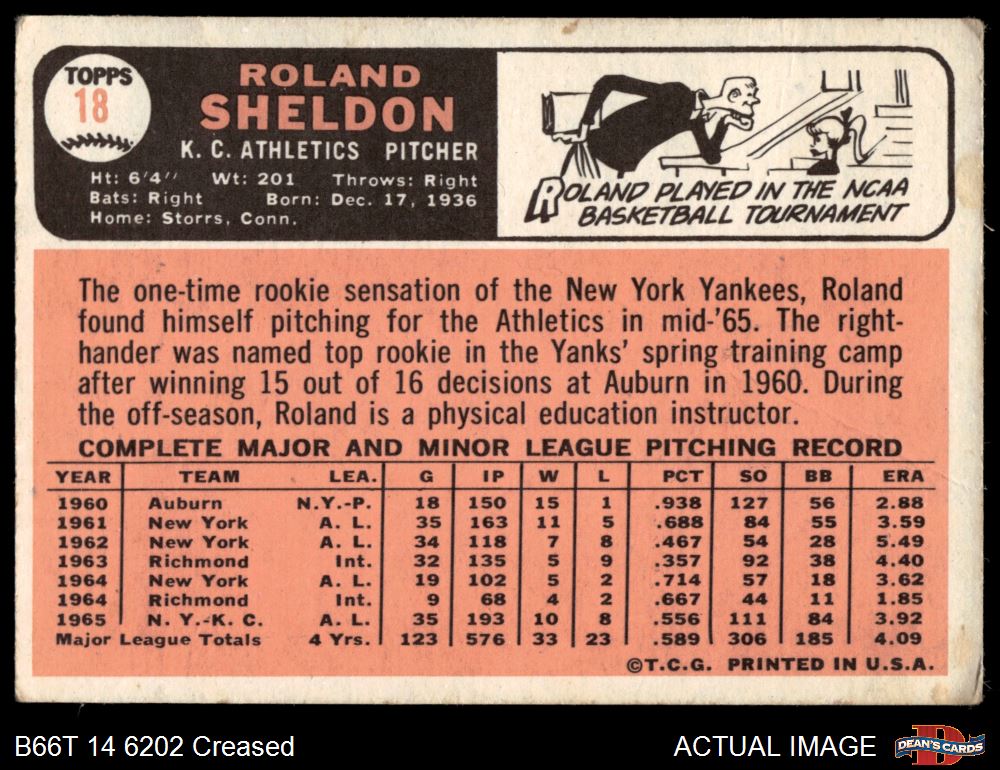 TOPPS
18
ROLAND
SHELDON
K. C. ATHLETICS PITCHER
Ht: 6'4" Wt: 201 Throws: Right
Bats: Right Born: Dec. 17, 1936
Home: Storrs, Conn.
ROLAND PLAYED IN THE NCAA
BASKETBALL TOURNAMENT
The one-time rookie sensation of the New York Yankees, Roland
found himself pitching for the Athletics in mid-'65. The right-
hander was named top rookie in the Yanks' spring training camp
after winning 15 out of 16 decisions at Auburn in 1960. During
the off-season, Roland is a physical education instructor.
COMPLETE MAJOR AND MINOR LEAGUE PITCHING RECORD
YEAR TEAM LEA. G IP W L PCT SO BB ERA
1960 Auburn N.Y.-P. 18 150 15 1 .938 127 56 2.88
1961 New York A. L. 35 163 11 5 .688 84 55 3.59
1962 New York A. L. 34 118 7 8 .467 54 28 5.49
1963 Richmond Int. 32 135 5 9 .357 92 38 4.40
1964 New York A. L. 19 102 5 2 .714 57 18 3.62
1964 Richmond Int. 9 68 4 2 .667 44 11 1.85
1965 N. Y.-K. C. A. L. 35 193 10 8 .556 111 84 3.92
Major League Totals 4 Yrs. 123 576 33 23 .589 306 185 4.09
©T.C.G. PRINTED IN U.S.A.
B66T 14 6202 Creased
ACTUAL IMAGE
DEAN'S CARDS